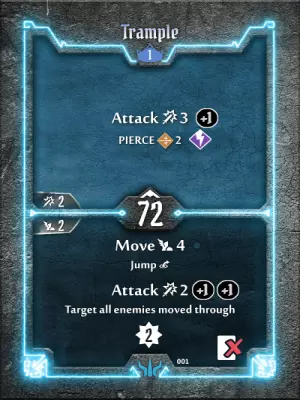 Trample
1
Attack 3 +1
PIERCE 2
2
72
2
Move 4
Jump
Attack 2 +1 +1
Target all enemies moved through
2
001